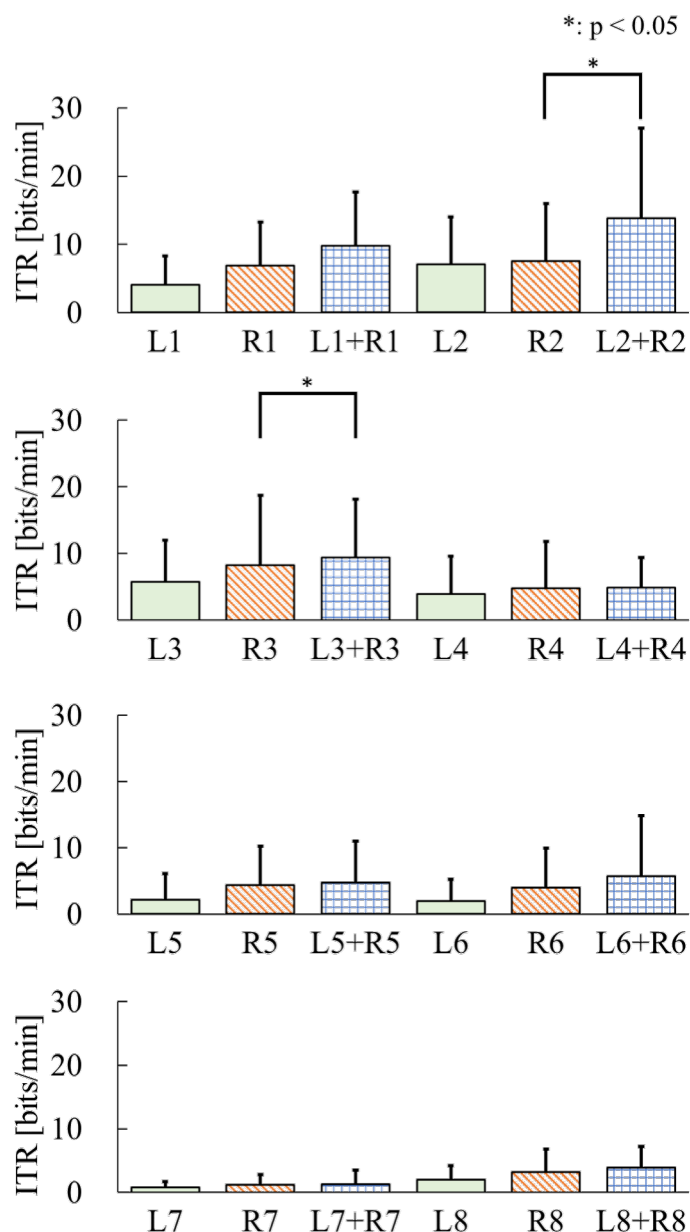 *: p < 0.05
*
30
20
10
0
ITR [bits/min]
L1 R1 L1+R1 L2 R2 L2+R2
*
30
20
10
0
ITR [bits/min]
L3 R3 L3+R3 L4 R4 L4+R4
30
20
10
0
ITR [bits/min]
L5 R5 L5+R5 L6 R6 L6+R6
30
20
10
0
ITR [bits/min]
L7 R7 L7+R7 L8 R8 L8+R8